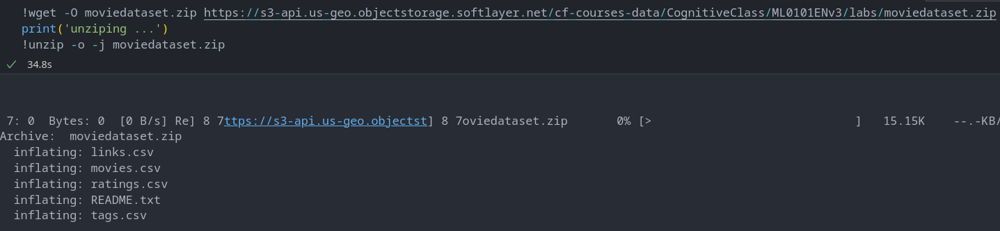 !wget -O moviedataset.zip https://s3-api.us-geo.objectstorage.softlayer.net/cf-courses-data/CognitiveClass/ML0101ENv3/labs/moviedataset.zip
print('unziping ...')
!unzip -o -j moviedataset.zip
✓ 34.8s
7: 0  Bytes: 0  [0 B/s] Re] 8 7ttps://s3-api.us-geo.objectst] 8 7oviedataset.zip       0% [>                             ]   15.15K    --.-KB/
Archive:  moviedataset.zip
  inflating: links.csv
  inflating: movies.csv
  inflating: ratings.csv
  inflating: README.txt
  inflating: tags.csv